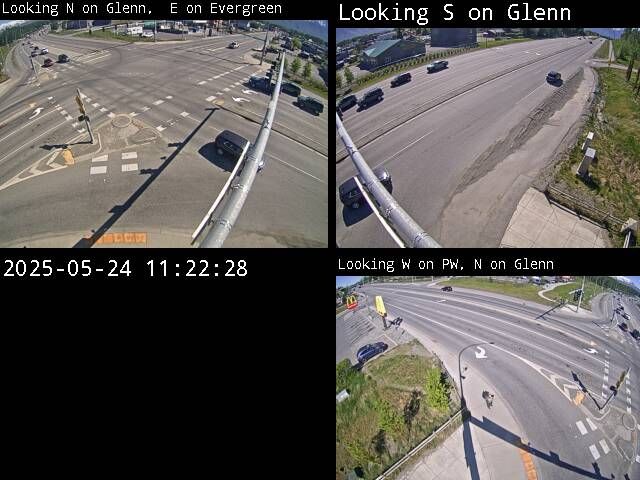 Looking N on Glenn, E on Evergreen
Looking S on Glenn
2025-05-24 11:22:28
Looking W on PW, N on Glenn